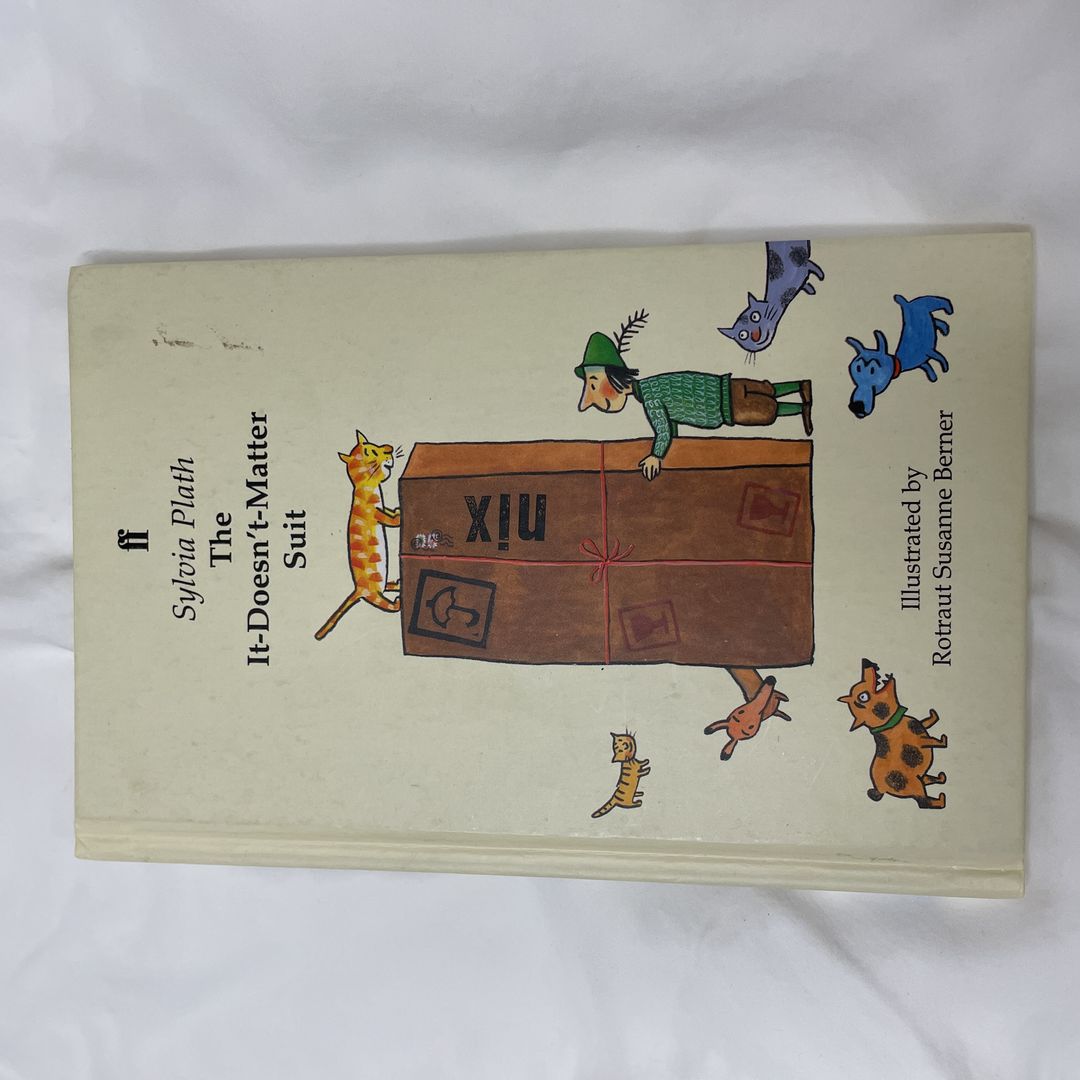 ff
Sylvia Plath
The
It-Doesn't-Matter
Suit
nix
Illustrated by
Rotraut Susanne Berner